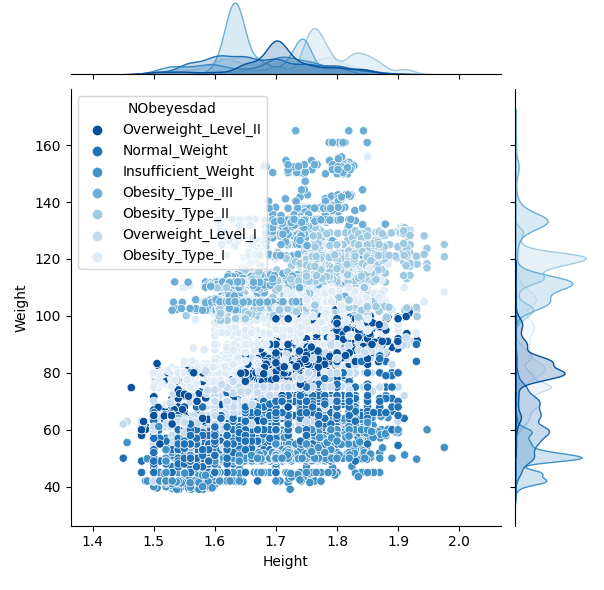 NObeyesdad
Overweight_Level_II
Normal_Weight
Insufficient_Weight
Obesity_Type_III
Obesity_Type_II
Overweight_Level_I
Obesity_Type_I
160
140
120
100
80
60
40
Weight
1.4 1.5 1.6 1.7 1.8 1.9 2.0
Height